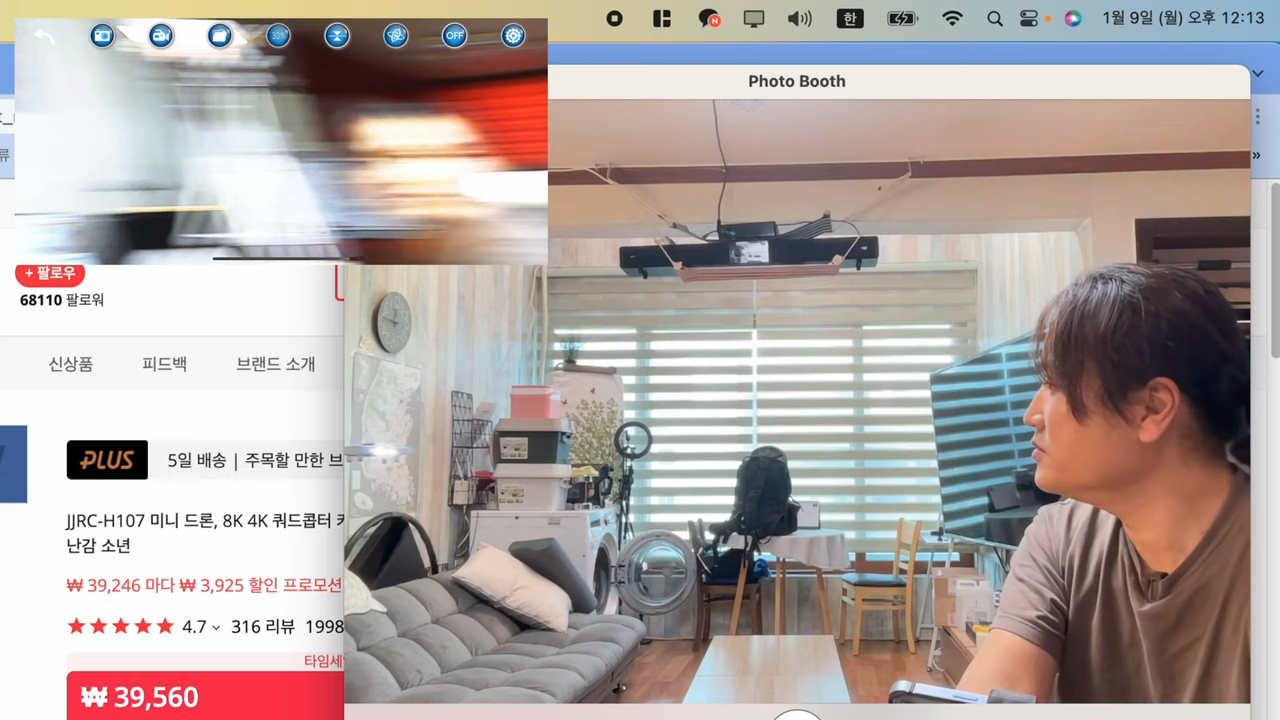 한
1월 9일 (월) 오후 12:13
30%
OFF
Photo Booth
류
+ 팔로우
68110 팔로워
신상품
피드백
브랜드 소개
PLUS
5일 배송 | 주목할 만한 브
JJRC-H107 미니 드론, 8K 4K 쿼드콥터
난감 소년
₩ 39,246 마다 ₩ 3,925 할인 프로모션
4.7
316 리뷰
1998
타임세
₩ 39,560